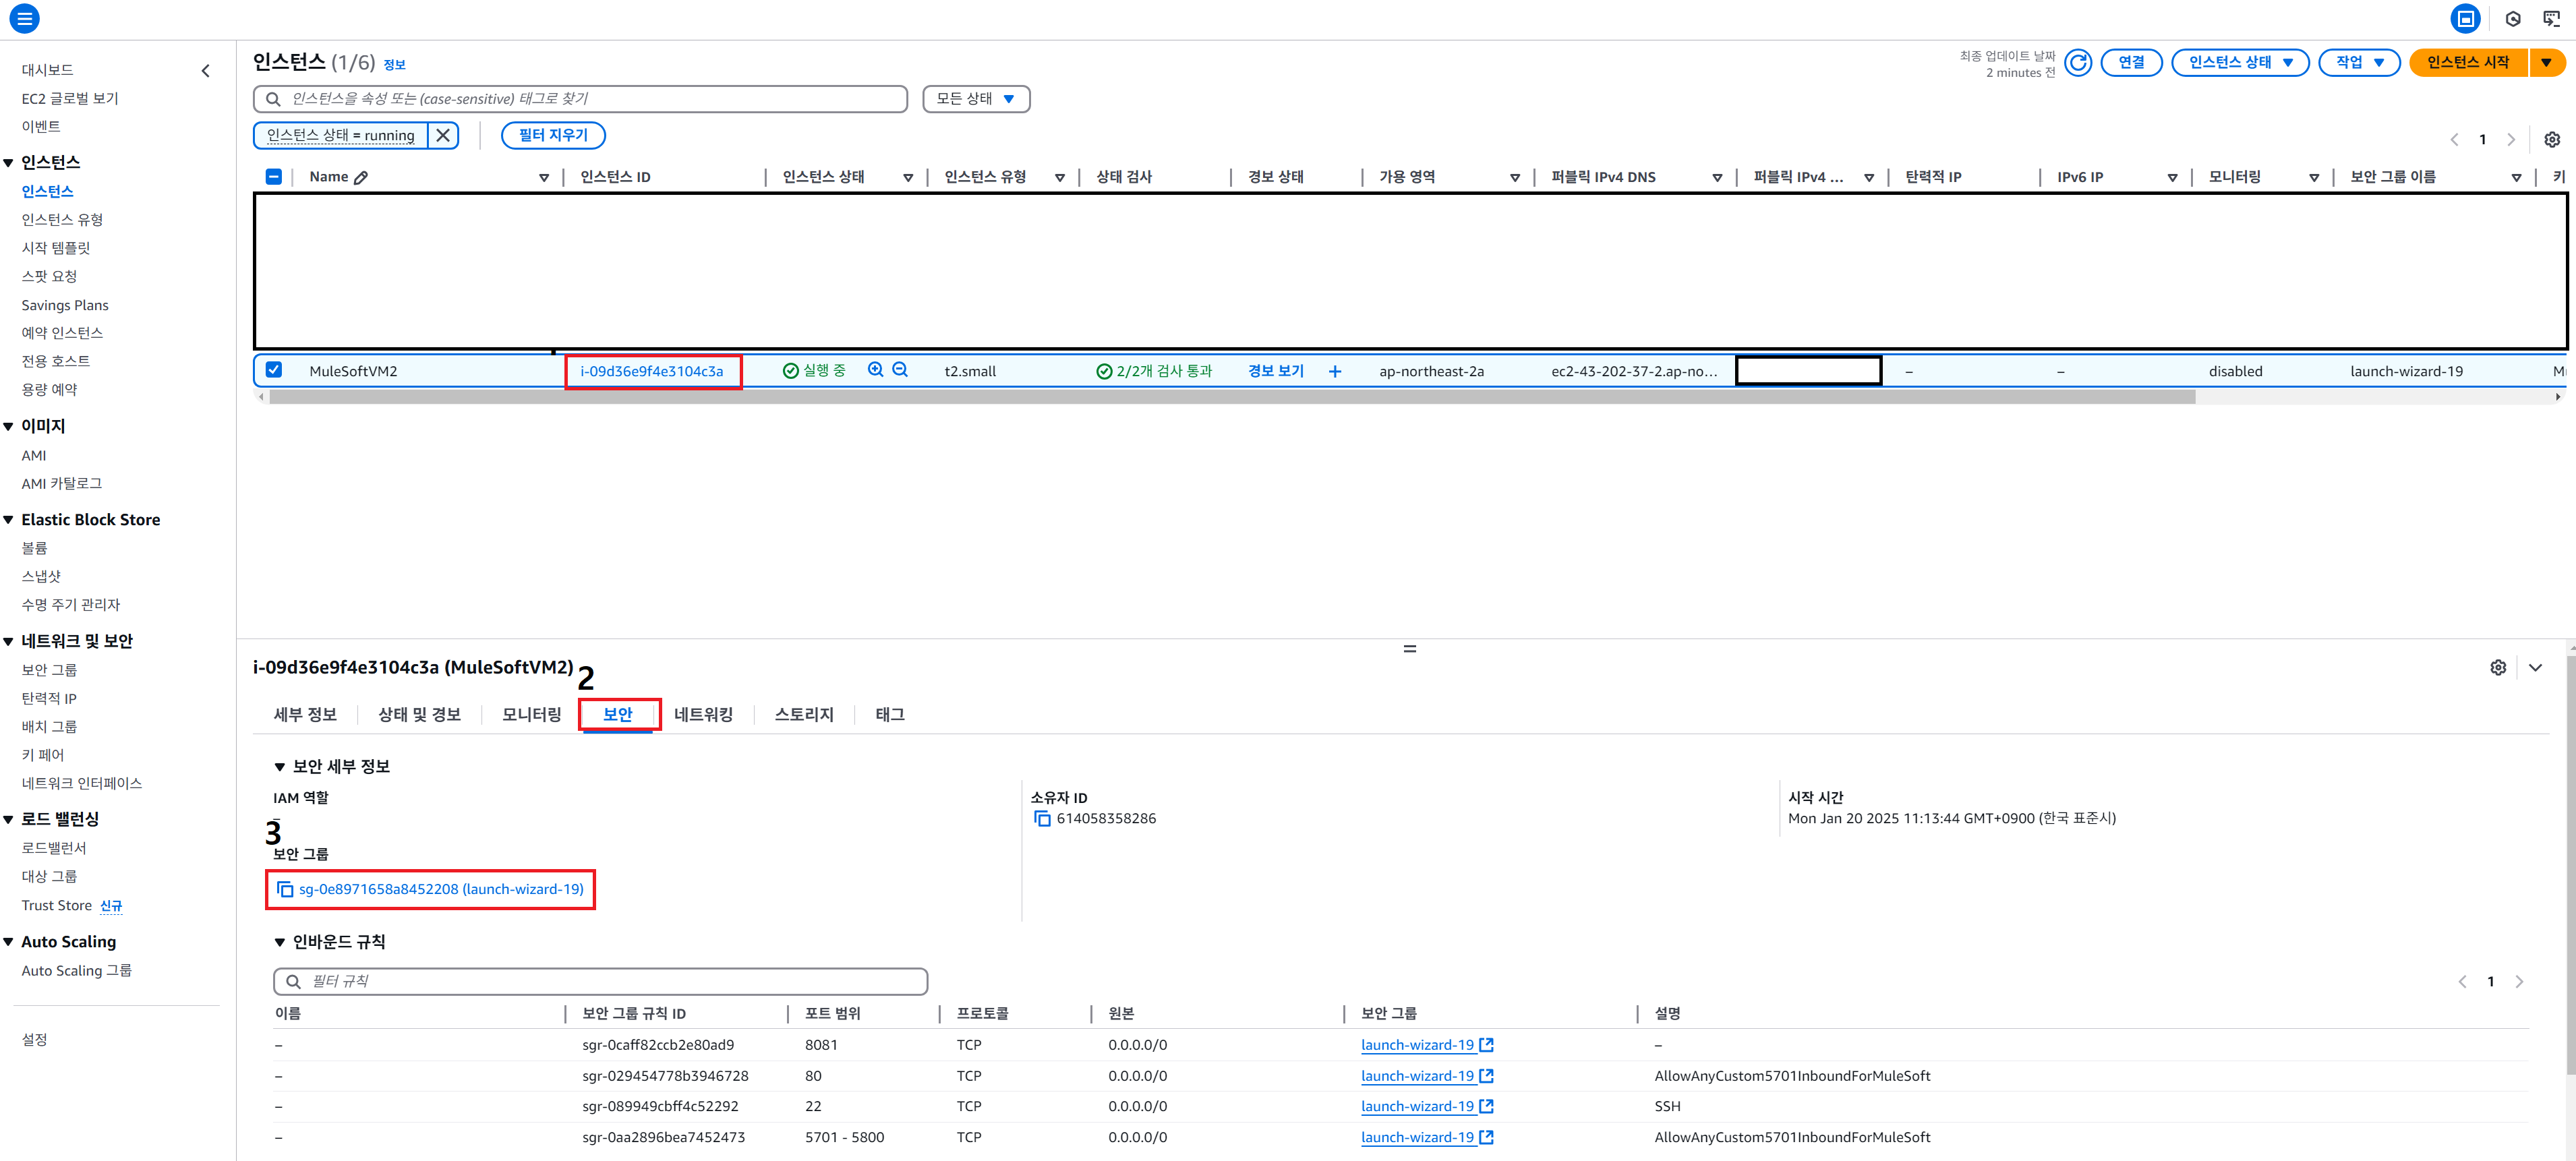 인스턴스 (1/6) 정보
최종 업데이트 날짜
2 minutes 전
연결
인스턴스 상태
작업
인스턴스 시작
인스턴스을 속성 또는 (case-sensitive) 태그로 찾기
모든 상태
인스턴스 상태 = running
필터 지우기
1
Name 인스턴스 ID 인스턴스 상태 인스턴스 유형 상태 검사 경보 상태 가용 영역 퍼블릭 IPv4 DNS 퍼블릭 IPv4 ... 탄력적 IP IPv6 IP 모니터링 보안 그룹 이름 키
MuleSoftVM2 i-09d36e9f4e3104c3a 실행 중 t2.small 2/2개 검사 통과 경보 보기 + ap-northeast-2a ec2-43-202-37-2.ap-no... – – disabled launch-wizard-19 M
대시보드
EC2 글로벌 보기
이벤트
인스턴스
인스턴스
인스턴스 유형
시작 템플릿
스팟 요청
Savings Plans
예약 인스턴스
전용 호스트
용량 예약
이미지
AMI
AMI 카탈로그
Elastic Block Store
볼륨
스냅샷
수명 주기 관리자
네트워크 및 보안
보안 그룹
탄력적 IP
배치 그룹
키 페어
네트워크 인터페이스
로드 밸런싱
로드밸런서
대상 그룹
Trust Store 신규
Auto Scaling
Auto Scaling 그룹
설정
i-09d36e9f4e3104c3a (MuleSoftVM2)
2
세부 정보 상태 및 경보 모니터링 보안 네트워킹 스토리지 태그
보안 세부 정보
IAM 역할
–
소유자 ID
614058358286
시작 시간
Mon Jan 20 2025 11:13:44 GMT+0900 (한국 표준시)
3
보안 그룹
sg-0e8971658a8452208 (launch-wizard-19)
인바운드 규칙
필터 규칙
1
이름 보안 그룹 규칙 ID 포트 범위 프로토콜 원본 보안 그룹 설명
– sgr-0caff82ccb2e80ad9 8081 TCP 0.0.0.0/0 launch-wizard-19 –
– sgr-029454778b3946728 80 TCP 0.0.0.0/0 launch-wizard-19 AllowAnyCustom5701InboundForMuleSoft
– sgr-089949cbff4c52292 22 TCP 0.0.0.0/0 launch-wizard-19 SSH
– sgr-0aa2896bea7452473 5701 - 5800 TCP 0.0.0.0/0 launch-wizard-19 AllowAnyCustom5701InboundForMuleSoft